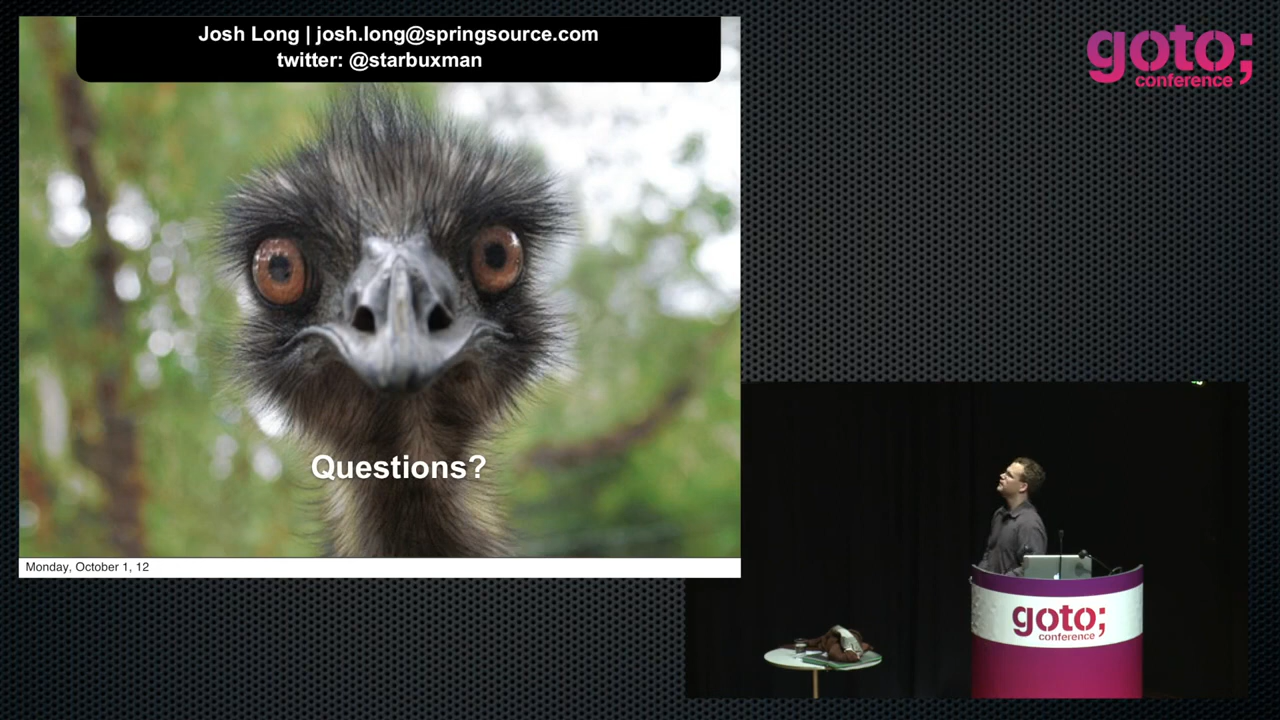 Josh Long | josh.long@springsource.com
twitter: @starbuxman
Questions?
Monday, October 1, 12
goto;
conference
goto;
conference